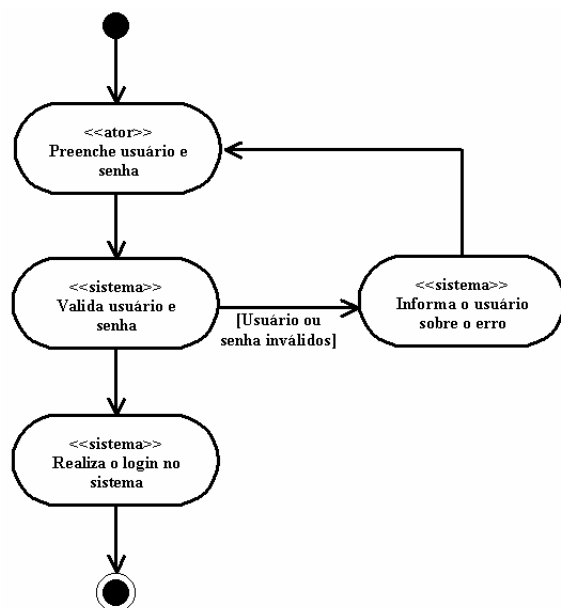 <<ator>>
Preenche usuário e
senha
<<sistema>>
Valida usuário e
senha
[Usuário ou
senha inválidos]
<<sistema>>
Informa o usuário
sobre o erro
<<sistema>>
Realiza o login no
sistema